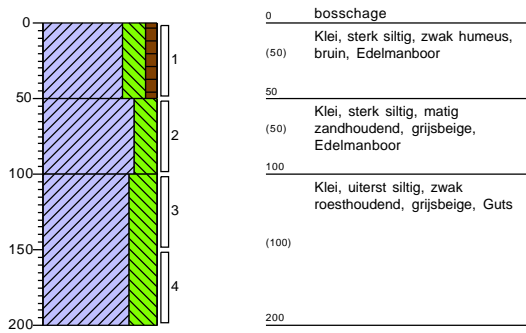 0
50
100
150
200
1
2
3
4
0 bosschage
(50) Klei, sterk siltig, zwak humeus,
bruin, Edelmanboor
50
(50) Klei, sterk siltig, matig
zandhoudend, grijsbeige,
Edelmanboor
100
Klei, uiterst siltig, zwak
roesthoudend, grijsbeige, Guts
(100)
200